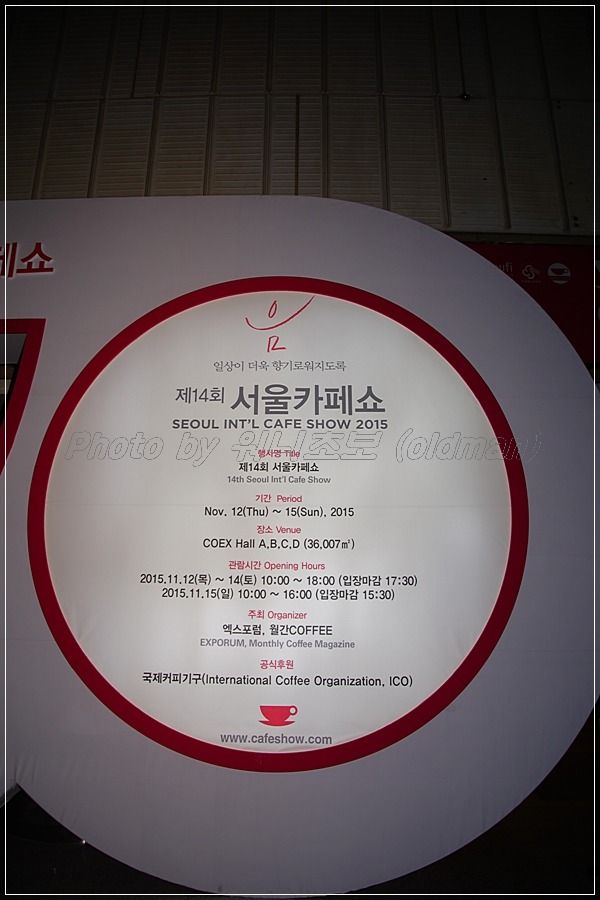 페쇼
일상이 더욱 향기로워지도록
제14회 서울카페쇼
SEOUL INT'L CAFE SHOW 2015
Photo by 워니초보 (oldman)
행사명 Title
제14회 서울카페쇼
14th Seoul Int'l Cafe Show
기간 Period
Nov. 12(Thu) ~ 15(Sun), 2015
장소 Venue
COEX Hall A,B,C,D (36,007㎡)
관람시간 Opening Hours
2015.11.12(목) ~ 14(토) 10:00 ~ 18:00 (입장마감 17:30)
2015.11.15(일) 10:00 ~ 16:00 (입장마감 15:30)
주최 Organizer
엑스포럼, 월간COFFEE
EXPORUM, Monthly Coffee Magazine
공식후원
국제커피기구(International Coffee Organization, ICO)
www.cafeshow.com